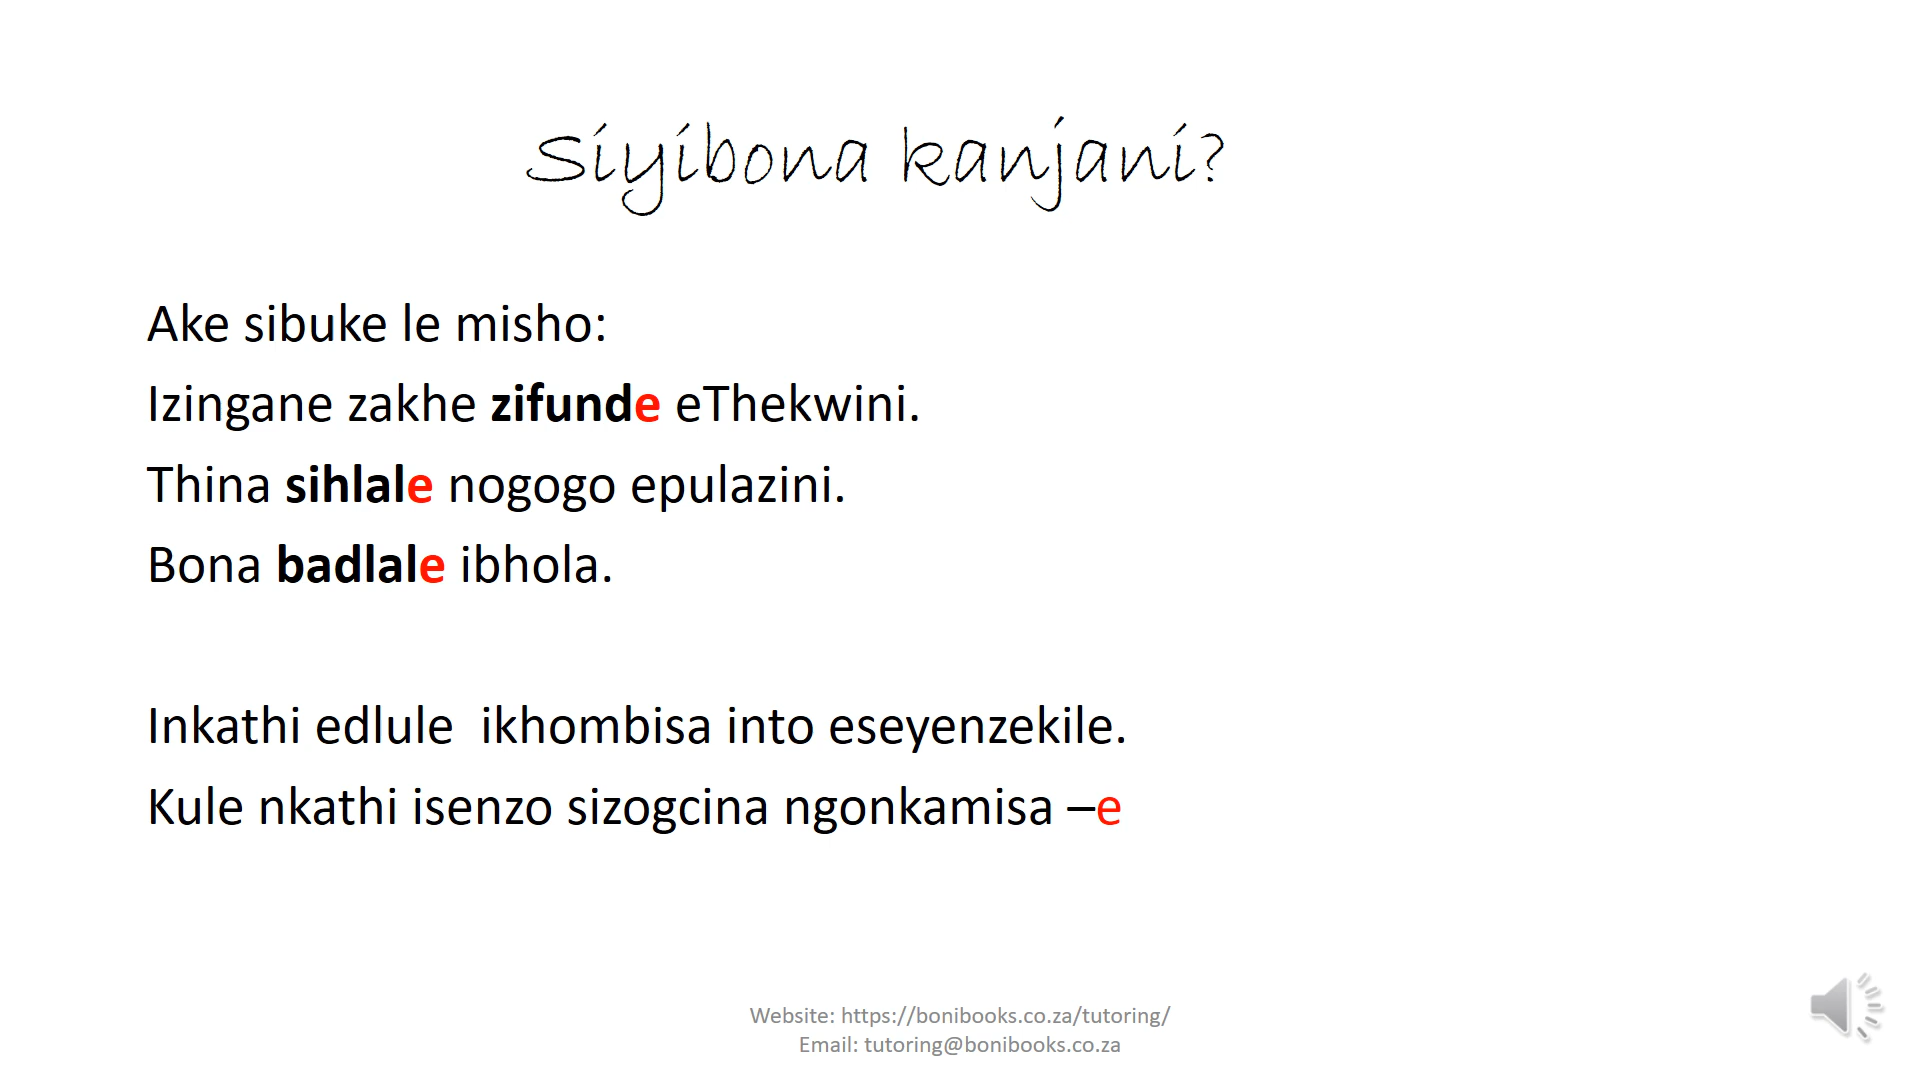 Siyibona kanjani?
Ake sibuke le misho:
Izingane zakhe zifunde eThekwini.
Thina sihlale nogogo epulazini.
Bona badlale ibhola.
Inkathi edlule  ikhombisa into eseyenzekile.
Kule nkathi isenzo sizogcina ngonkamisa –e
Website: https://bonibooks.co.za/tutoring/
Email: tutoring@bonibooks.co.za